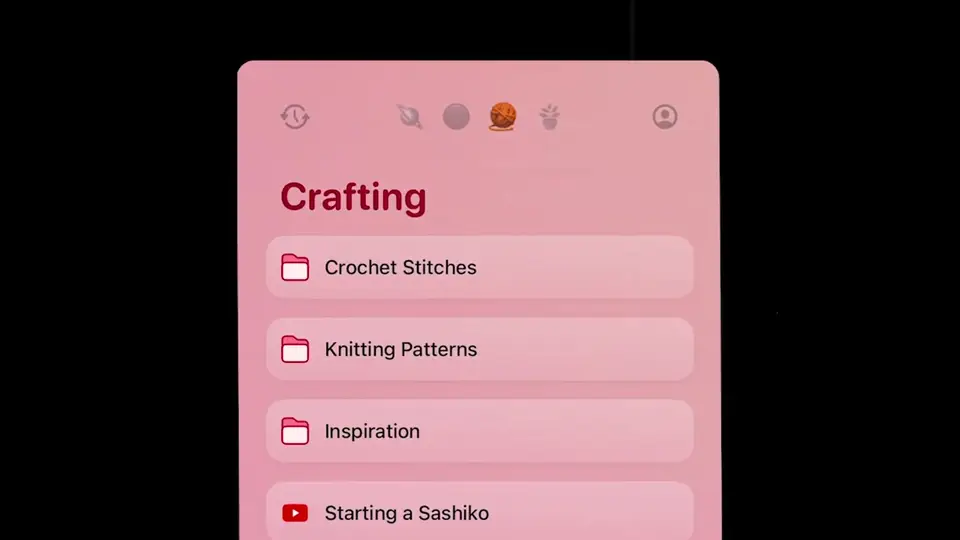 Crafting
Crochet Stitches
Knitting Patterns
Inspiration
Starting a Sashiko